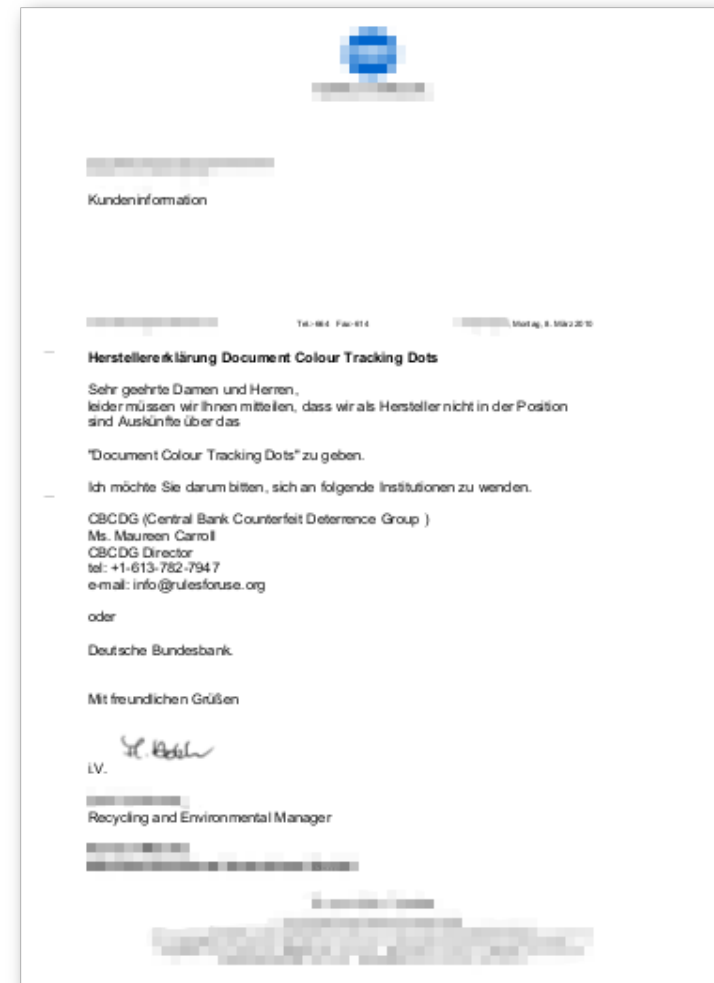 Kundeninformation
Tel.:-664 Fax-614
, Montag, 8. März 2010
Herstellererklärung Document Colour Tracking Dots
Sehr geehrte Damen und Herren,
leider müssen wir Ihnen mitteilen, dass wir als Hersteller nicht in der Position
sind Auskünfte über das
"Document Colour Tracking Dots" zu geben.
Ich möchte Sie darum bitten, sich an folgende Institutionen zu wenden.
CBCDG (Central Bank Counterfeit Deterrence Group )
Ms. Maureen Carroll
CBCDG Director
tel: +1-613-782-7947
e-mail: info@rulesforuse.org
oder
Deutsche Bundesbank.
Mit freundlichen Grüßen
i.V.
Recycling and Environmental Manager